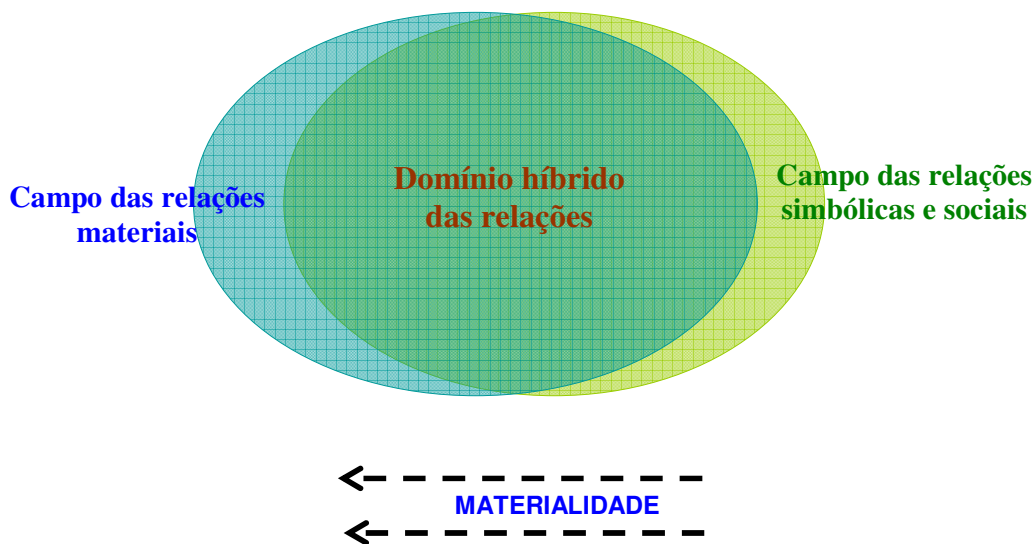 Campo das relações
materiais
Domínio híbrido
das relações
Campo das relações
simbólicas e sociais
MATERIALIDADE